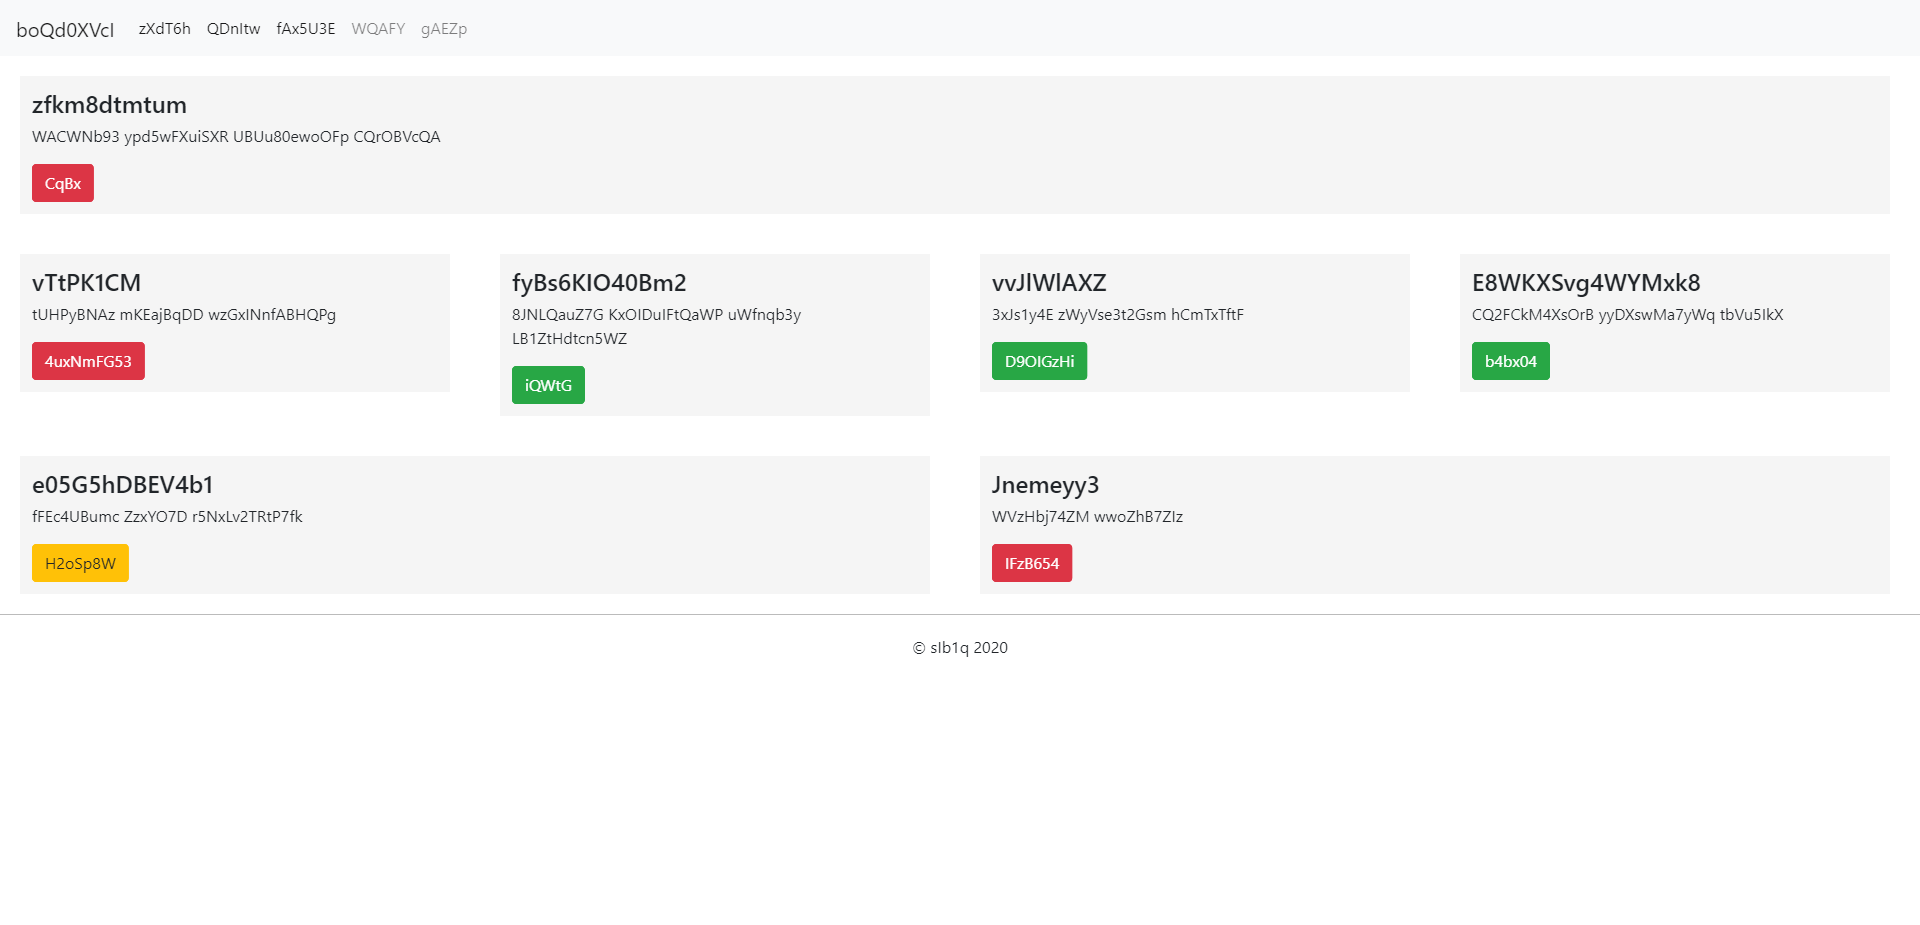 boQd0XVcI zXdT6h QDnItw fAx5U3E WQAFY gAEZp
zfkm8dtmtum
WACWNb93 ypd5wFXuiSXR UBUu80ewoOFp CQrOBVcQA
CqBx
vTtPK1CM
tUHPyBNAz mKEajBqDD wzGxINnfABHQPg
4uxNmFG53
fyBs6KIO40Bm2
8JNLQauZ7G KxOIDuIFtQaWP uWfnqb3y
LB1ZtHdtcn5WZ
iQWtG
vvJlWlAXZ
3xJs1y4E zWyVse3t2Gsm hCmTxTftF
D9OIGzHi
E8WKXSvg4WYMxk8
CQ2FCkM4XsOrB yyDXswMa7yWq tbVu5IkX
b4bx04
e05G5hDBEV4b1
fFEc4UBumc ZzxYO7D r5NxLv2TRtP7fk
H2oSp8W
Jnemeyy3
WVzHbj74ZM wwoZhB7ZIz
IFzB654
© sIb1q 2020